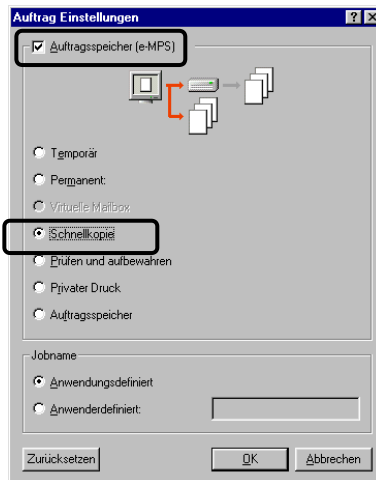 Auftrag Einstellungen
Auftragsspeicher (e-MPS)
Temporär
Permanent:
Virtuelle Mailbox
Schnellkopie
Prüfen und aufbewahren
Privater Druck
Auftragsspeicher
Jobname
Anwendungsdefiniert
Anwenderdefiniert:
Zurücksetzen OK Abbrechen